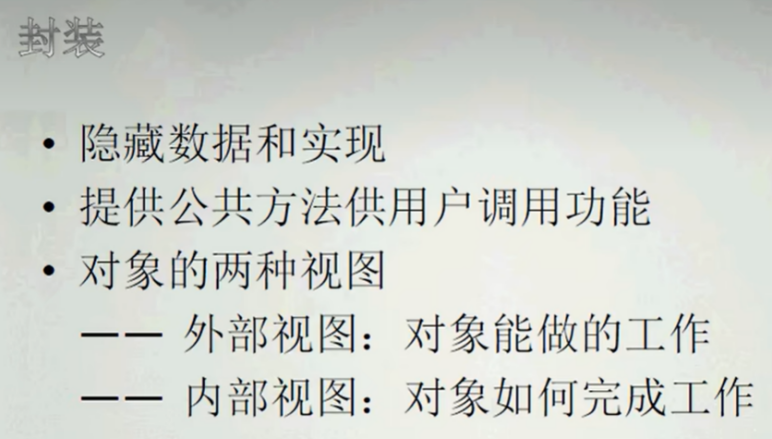 封装
• 隐藏数据和实现
• 提供公共方法供用户调用功能
• 对象的两种视图
—— 外部视图：对象能做的工作
—— 内部视图：对象如何完成工作